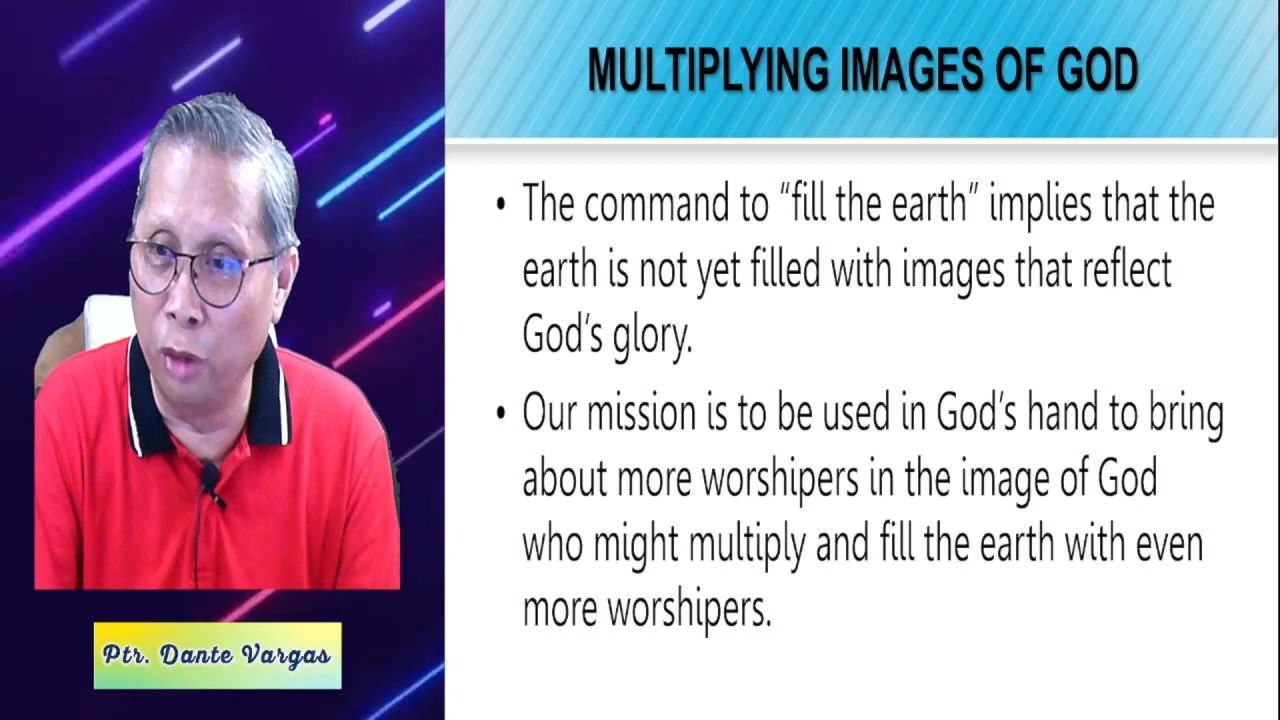 MULTIPLYING IMAGES OF GOD
• The command to “fill the earth” implies that the
earth is not yet filled with images that reflect
God’s glory.
• Our mission is to be used in God’s hand to bring
about more worshipers in the image of God
who might multiply and fill the earth with even
more worshipers.
Ptr. Dante Vargas